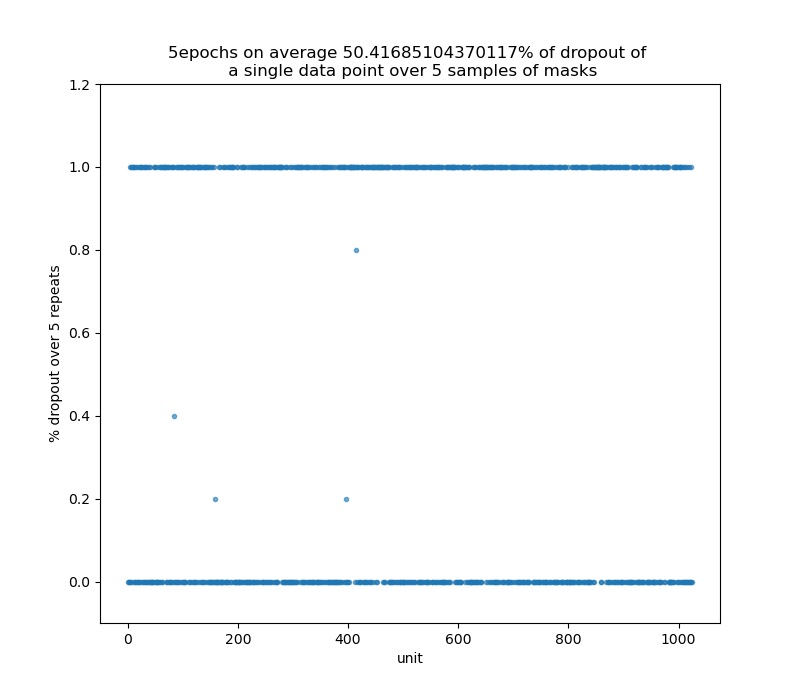 5epochs on average 50.41685104370117% of dropout of
a single data point over 5 samples of masks
1.2
1.0
0.8
0.6
0.4
0.2
0.0
% dropout over 5 repeats
0 200 400 600 800 1000
unit